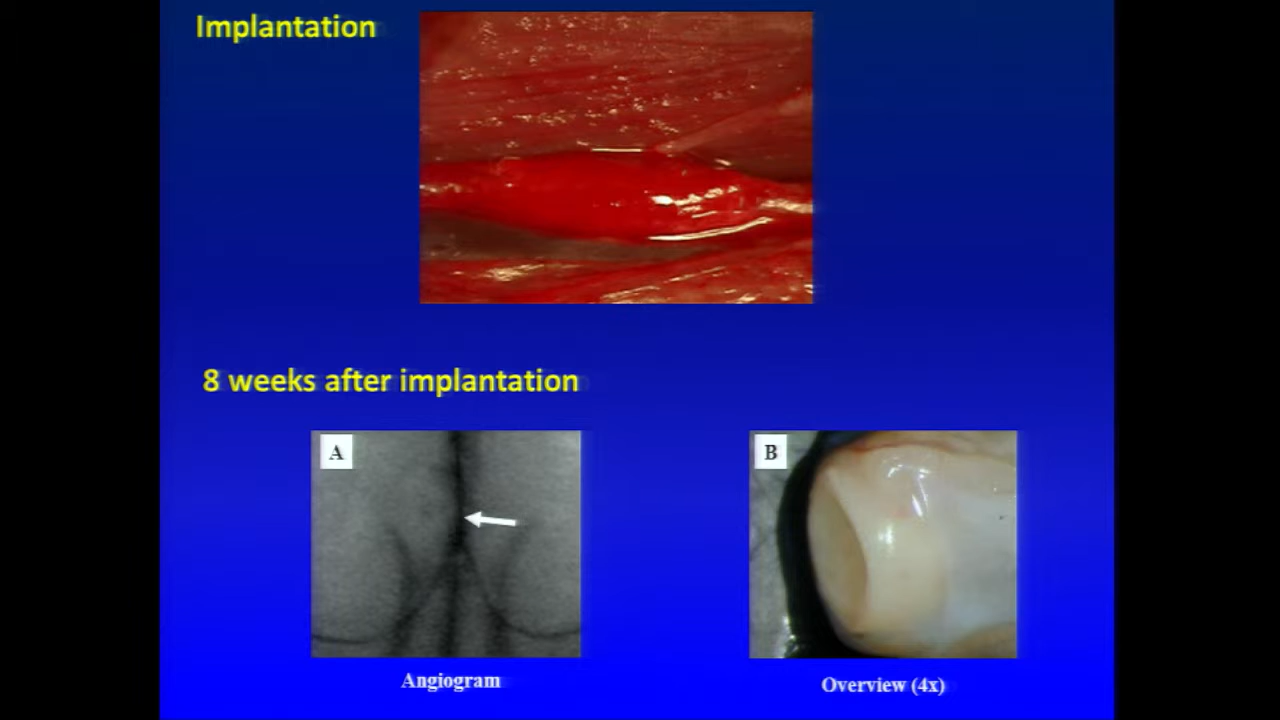 Implantation
8 weeks after implantation
A
B
Angiogram
Overview (4x)